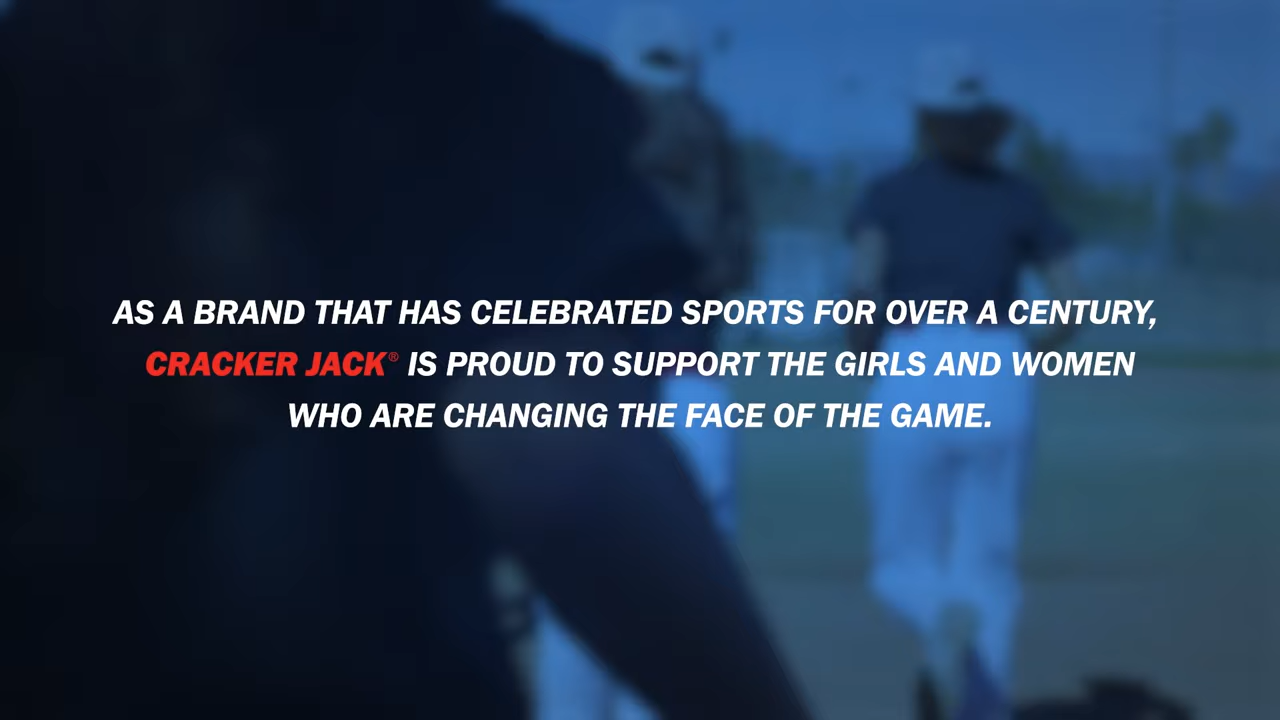 AS A BRAND THAT HAS CELEBRATED SPORTS FOR OVER A CENTURY,
CRACKER JACK® IS PROUD TO SUPPORT THE GIRLS AND WOMEN
WHO ARE CHANGING THE FACE OF THE GAME.